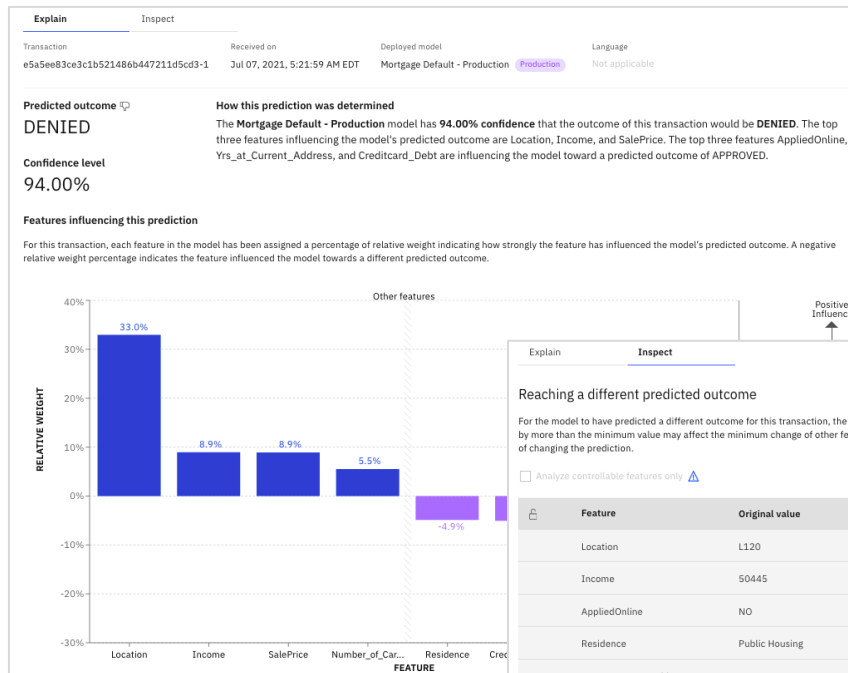 Explain Inspect
Transaction Received on Deployed model Language
e5a5ee83ce3c1b521486b447211d5cd3-1 Jul 07, 2021, 5:21:59 AM EDT Mortgage Default - Production Production Not applicable
Predicted outcome
DENIED
Confidence level
94.00%
How this prediction was determined
The Mortgage Default - Production model has 94.00% confidence that the outcome of this transaction would be DENIED. The top
three features influencing the model's predicted outcome are Location, Income, and SalePrice. The top three features AppliedOnline,
Yrs_at_Current_Address, and Creditcard_Debt are influencing the model toward a predicted outcome of APPROVED.
Features influencing this prediction
For this transaction, each feature in the model has been assigned a percentage of relative weight indicating how strongly the feature has influenced the model's predicted outcome. A negative
relative weight percentage indicates the feature influenced the model towards a different predicted outcome.
Other features
Positive
Influenc
RELATIVE WEIGHT
40%
30%
20%
10%
0%
-10%
-20%
-30%
33.0%
8.9%
8.9%
5.5%
-4.9%
Location Income SalePrice Number_of_Car... Residence Cred
FEATURE
Explain Inspect
Reaching a different predicted outcome
For the model to have predicted a different outcome for this transaction, the
by more than the minimum value may affect the minimum change of other fe
of changing the prediction.
Analyze controllable features only
Feature Original value
Location L120
Income 50445
AppliedOnline NO
Residence Public Housing